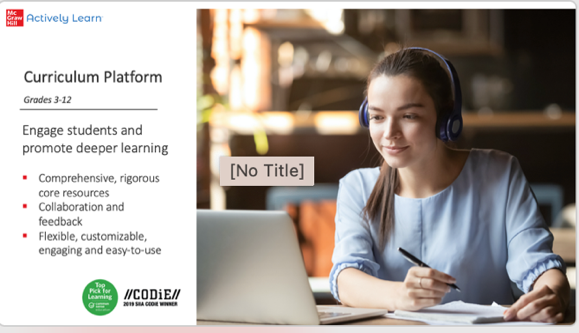 Mc
Graw
Hill
Actively Learn
Curriculum Platform
Grades 3-12
Engage students and
promote deeper learning
Comprehensive, rigorous
core resources
Collaboration and
feedback
Flexible, customizable,
engaging and easy-to-use
[No Title]
Top
Pick for
Learning
//CODiE//
2019 SIIA CODiE WINNER